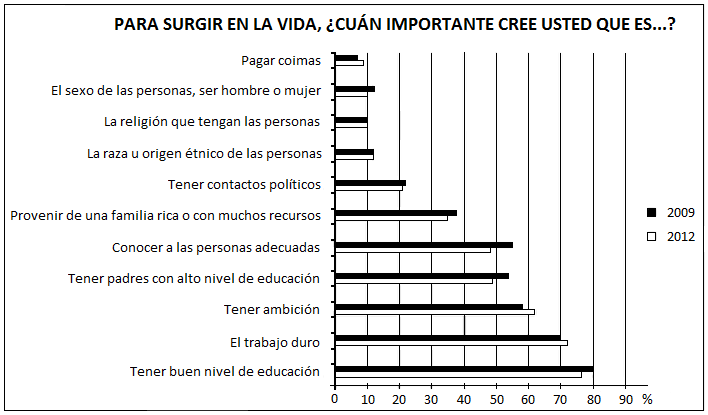 PARA SURGIR EN LA VIDA, ¿CUÁN IMPORTANTE CREE USTED QUE ES...?
Pagar coimas
El sexo de las personas, ser hombre o mujer
La religión que tengan las personas
La raza u origen étnico de las personas
Tener contactos políticos
Provenir de una familia rica o con muchos recursos
Conocer a las personas adecuadas
Tener padres con alto nivel de educación
Tener ambición
El trabajo duro
Tener buen nivel de educación
2009
2012
0 10 20 30 40 50 60 70 80 90 %